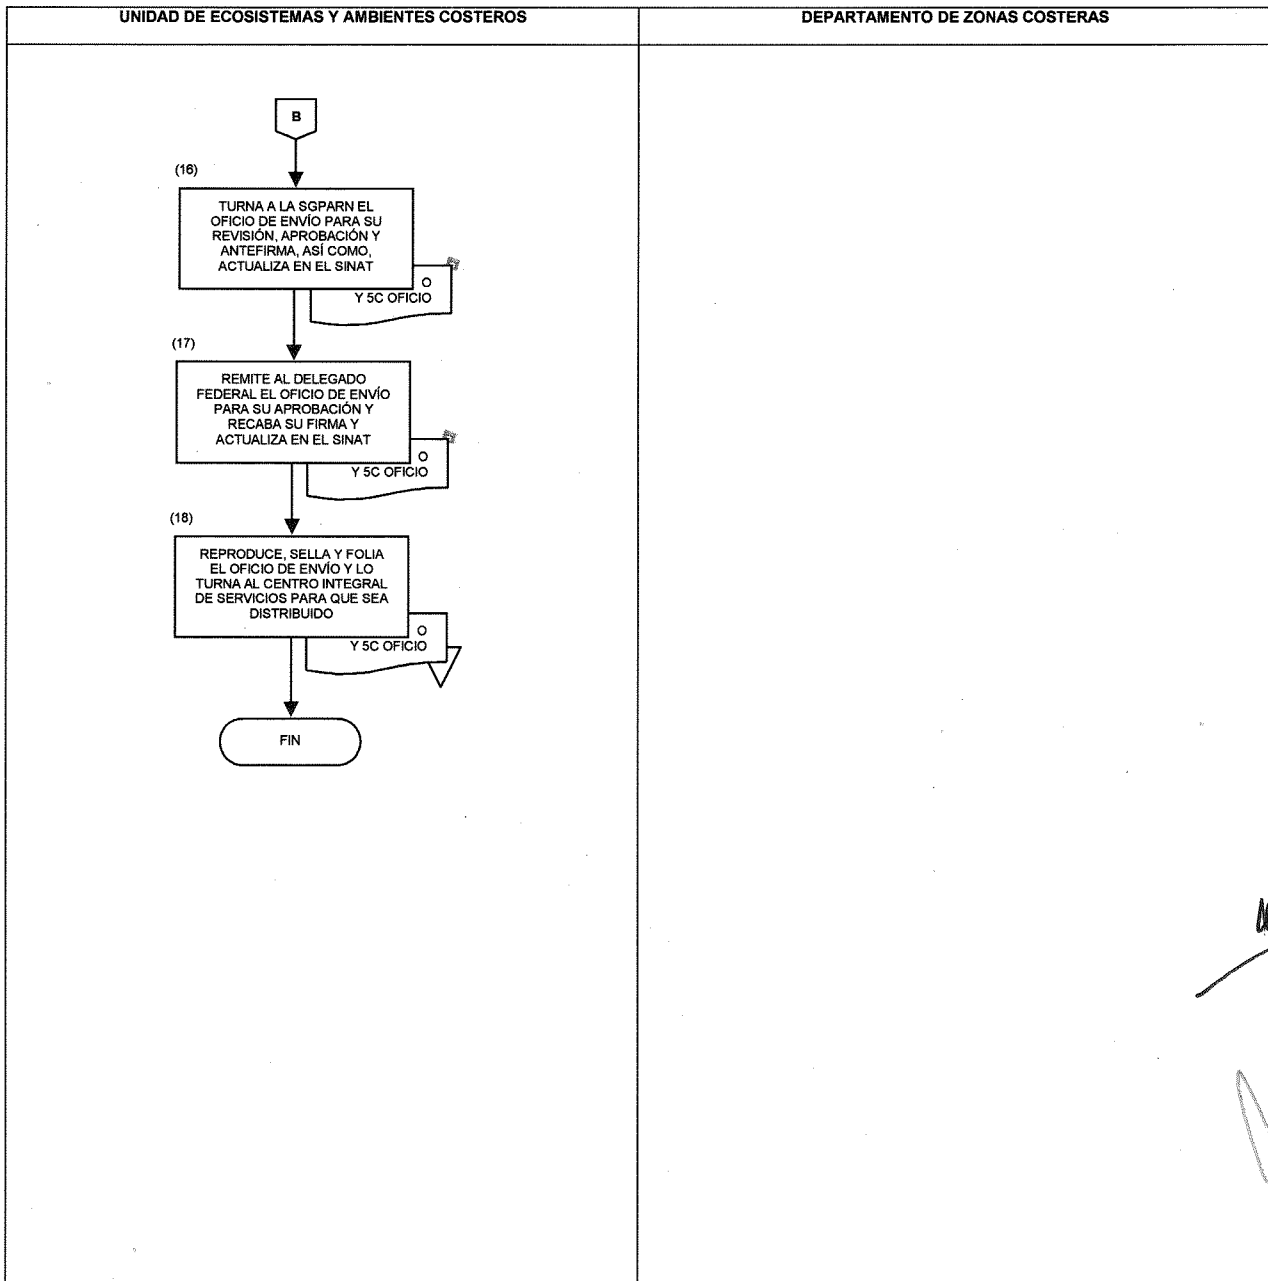 UNIDAD DE ECOSISTEMAS Y AMBIENTES COSTEROS
DEPARTAMENTO DE ZONAS COSTERAS
B
(16)
TURNA A LA SGPARN EL
OFICIO DE ENVÍO PARA SU
REVISIÓN, APROBACIÓN Y
ANTEFIRMA, ASÍ COMO,
ACTUALIZA EN EL SINAT
O
Y 5C OFICIO
(17)
REMITE AL DELEGADO
FEDERAL EL OFICIO DE ENVÍO
PARA SU APROBACIÓN Y
RECABA SU FIRMA Y
ACTUALIZA EN EL SINAT
O
Y 5C OFICIO
(18)
REPRODUCE, SELLA Y FOLIA
EL OFICIO DE ENVÍO Y LO
TURNA AL CENTRO INTEGRAL
DE SERVICIOS PARA QUE SEA
DISTRIBUIDO
O
Y 5C OFICIO
FIN